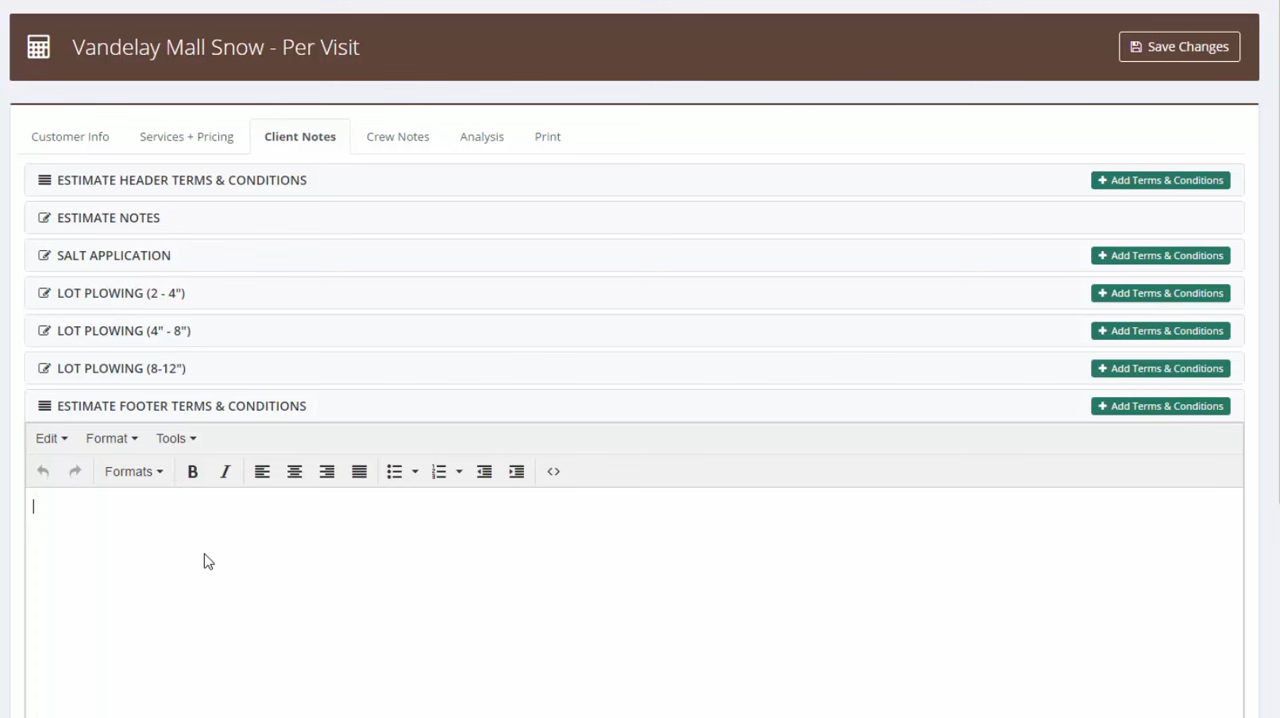 Vandelay Mall Snow - Per Visit
Save Changes
Customer Info Services + Pricing Client Notes Crew Notes Analysis Print
ESTIMATE HEADER TERMS & CONDITIONS + Add Terms & Conditions
ESTIMATE NOTES
SALT APPLICATION + Add Terms & Conditions
LOT PLOWING (2 - 4") + Add Terms & Conditions
LOT PLOWING (4" - 8") + Add Terms & Conditions
LOT PLOWING (8-12") + Add Terms & Conditions
ESTIMATE FOOTER TERMS & CONDITIONS + Add Terms & Conditions
Edit Format Tools
Formats B I <>